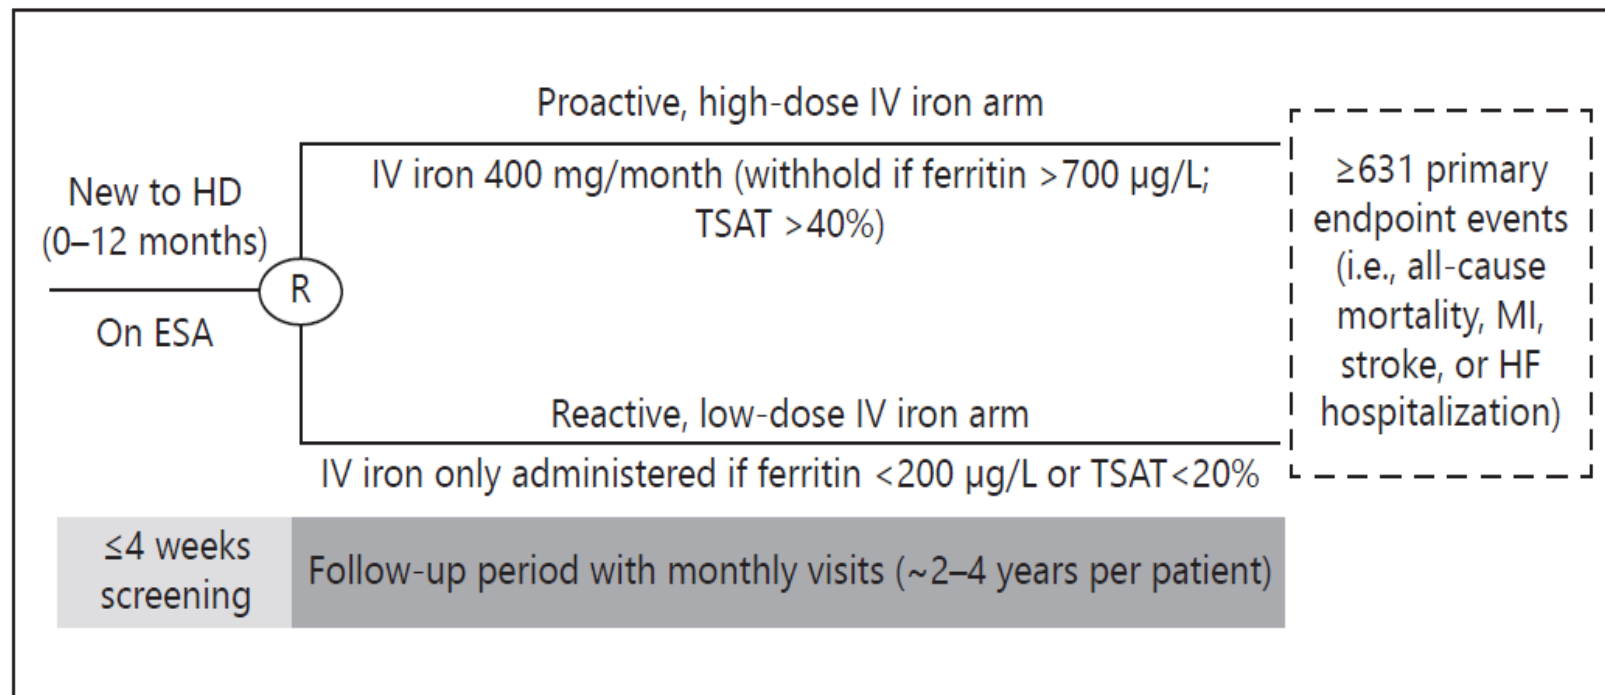 Proactive, high-dose IV iron arm
IV iron 400 mg/month (withhold if ferritin >700 µg/L;
TSAT >40%)
New to HD
(0–12 months)
R
On ESA
Reactive, low-dose IV iron arm
IV iron only administered if ferritin <200 µg/L or TSAT<20%
≥631 primary
endpoint events
(i.e., all-cause
mortality, MI,
stroke, or HF
hospitalization)
≤4 weeks
screening
Follow-up period with monthly visits (~2–4 years per patient)